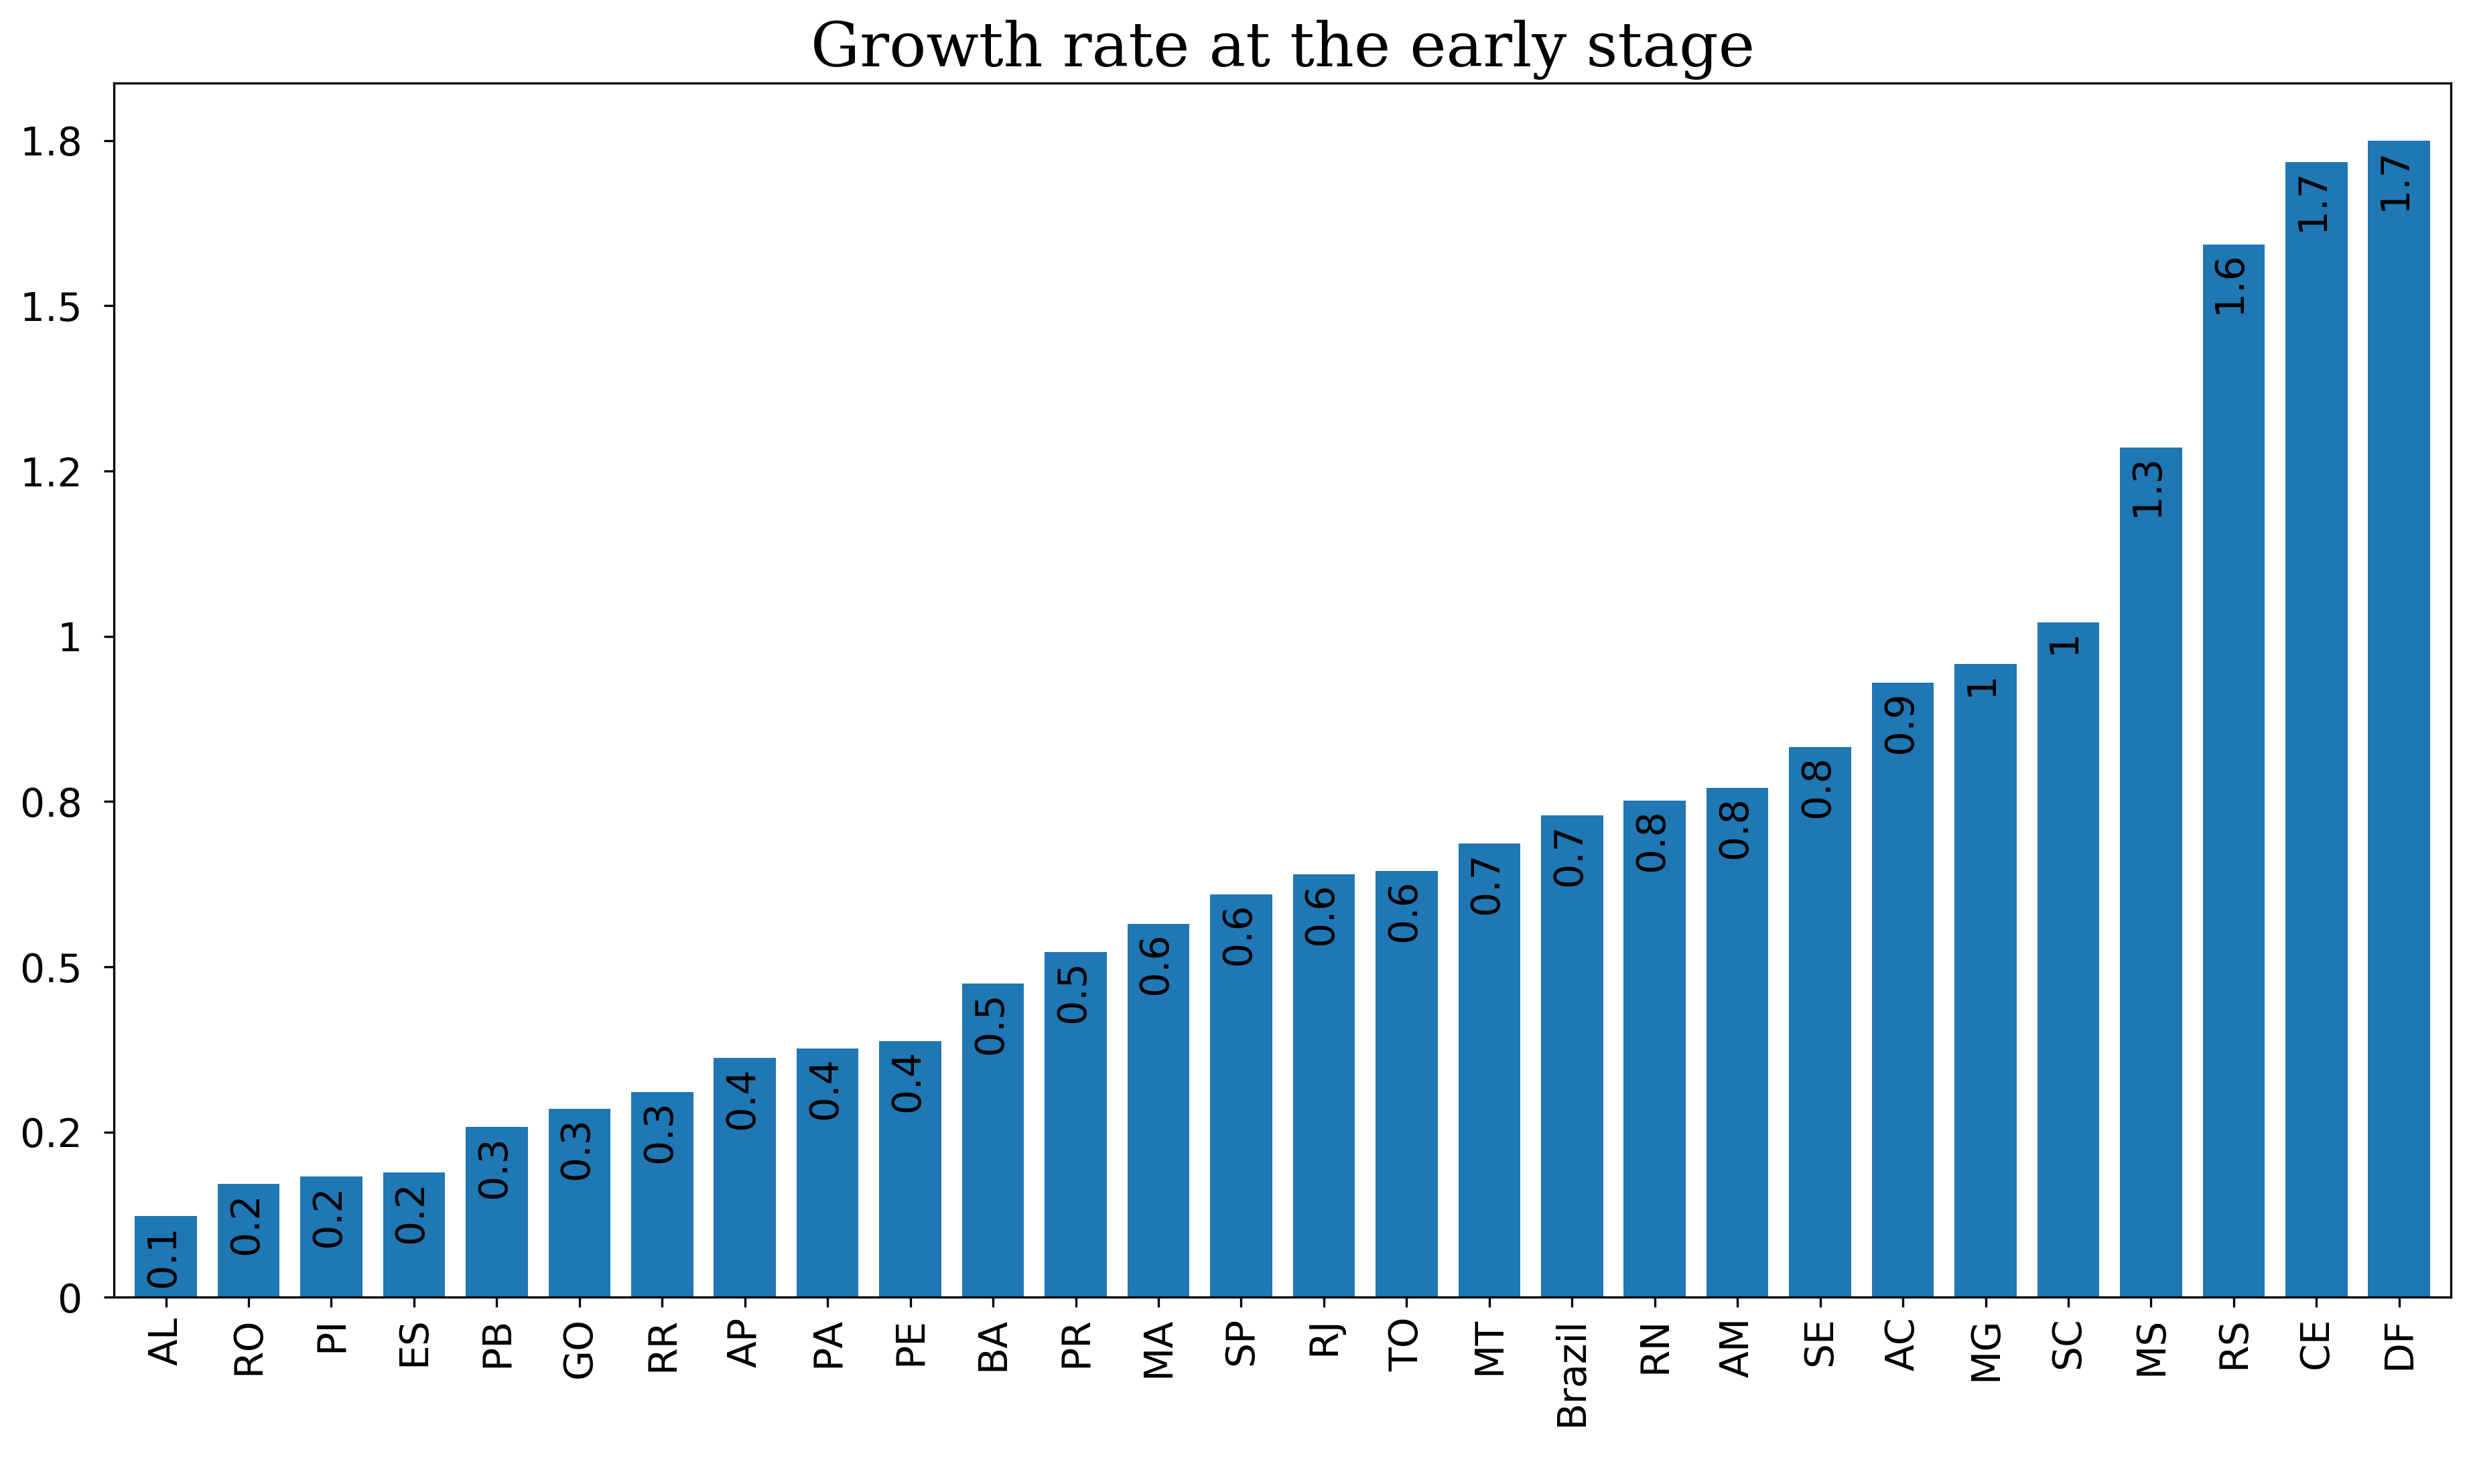 Growth rate at the early stage
1.8
1.5
1.2
1
0.8
0.5
0.2
0
0.1
0.2
0.2
0.2
0.3
0.3
0.3
0.4
0.4
0.4
0.5
0.5
0.6
0.6
0.6
0.6
0.7
0.7
0.8
0.8
0.8
0.9
1
1
1.3
1.6
1.7
1.7
AL
RO
PI
ES
PB
GO
RR
AP
PA
PE
BA
PR
MA
SP
RJ
TO
MT
Brazil
RN
AM
SE
AC
MG
SC
MS
RS
CE
DF